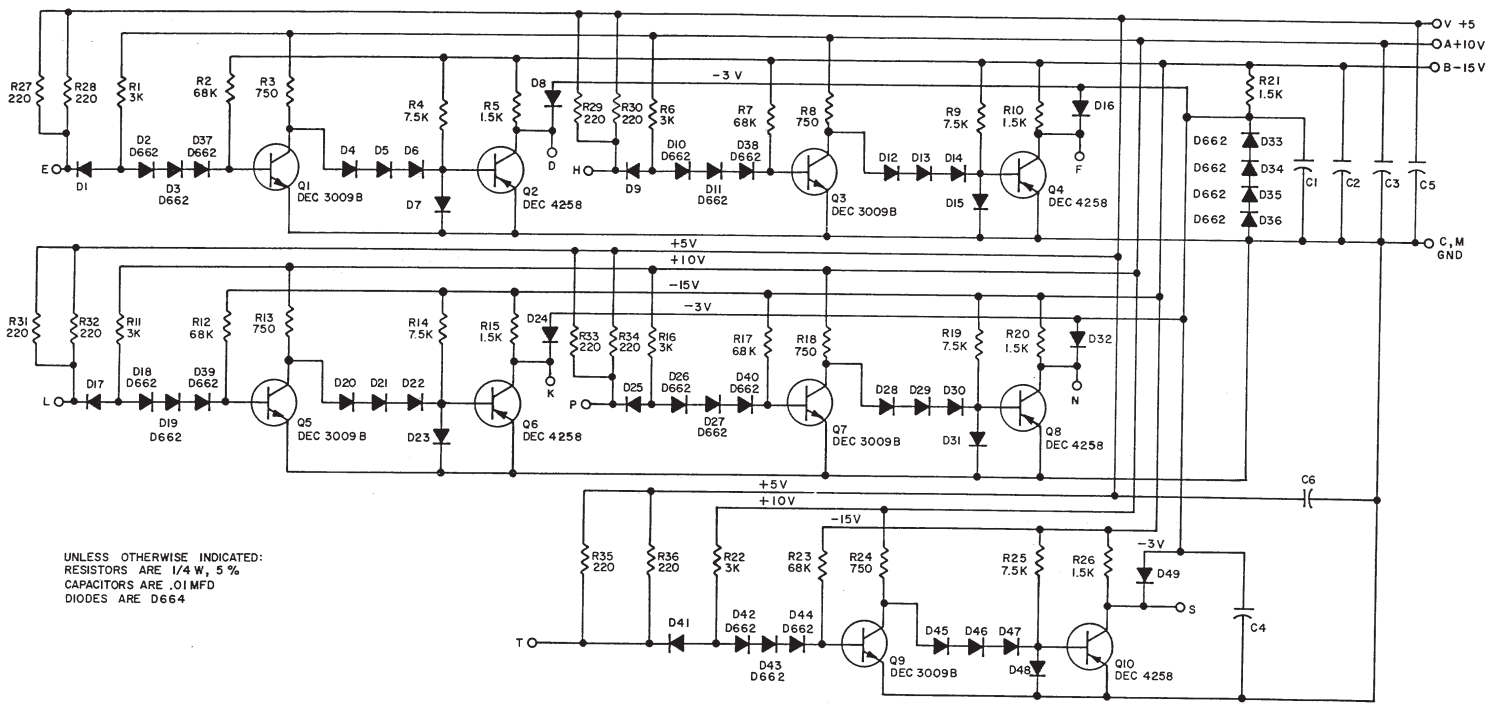 V +5
A+10V
B-15V
R27
220
R28
220
R1
3K
R2
68K
R3
750
R4
7.5K
R5
1.5K
D8
-3 V
R29
220
R30
220
R6
3K
R7
68K
R8
750
R9
7.5K
R10
1.5K
D16
R21
1.5K
D2
D662
D37
D662
D4 D5 D6
D
D10
D662
D38
D662
D12 D13 D14
F
D662 D33
D662 D34
D662 D35
D662 D36
C1
C2
C3
C5
E
D1
D3
D662
Q1
DEC 3009B
D7
Q2
DEC 4258
H
D9
D11
D662
Q3
DEC 3009B
D15
Q4
DEC 4258
C,M
GND
+5V
+10V
-15V
-3V
R31
220
R32
220
R11
3K
R12
68K
R13
750
R14
7.5K
R15
1.5K
D24
R33
220
R34
220
R16
3K
R17
68K
R18
750
R19
7.5K
R20
1.5K
D32
L
D17
D18
D662
D39
D662
D19
D662
Q5
DEC 3009B
D20 D21 D22
D23
K
Q6
DEC 4258
P
D25
D26
D662
D40
D662
D27
D662
Q7
DEC 3009B
D28 D29 D30
D31
N
Q8
DEC 4258
+5V
+10V
-15V
C6
UNLESS OTHERWISE INDICATED:
RESISTORS ARE 1/4 W, 5 %
CAPACITORS ARE .01 MFD
DIODES ARE D664
R35
220
R36
220
R22
3K
R23
68K
R24
750
R25
7.5K
R26
1.5K
-3V
D49
S
C4
T
D41
D42
D662
D44
D662
D43
D662
Q9
DEC 3009B
D45 D46 D47
D48
Q10
DEC 4258